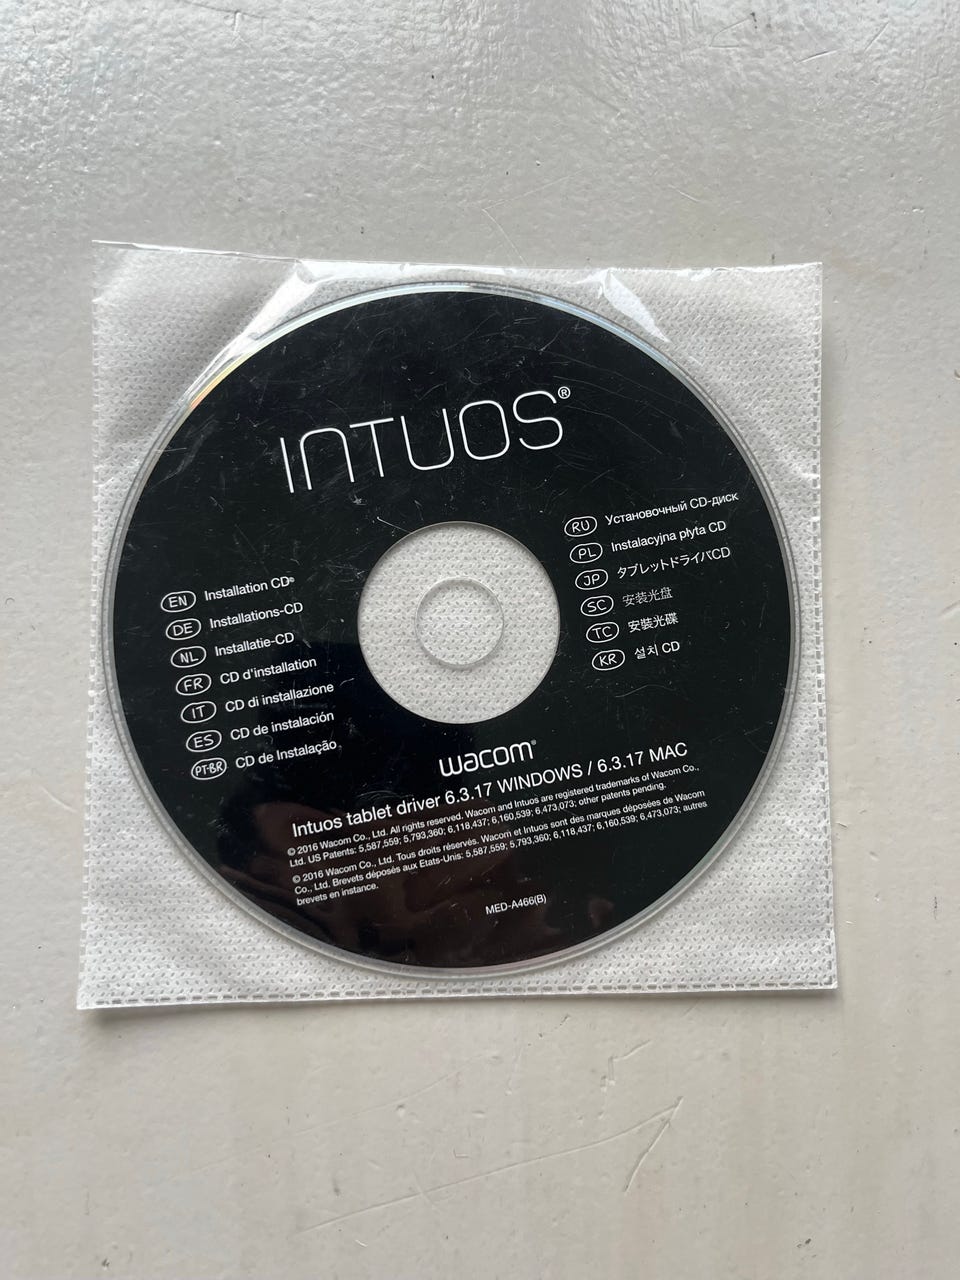 INTUOS®
EN Installation CD®
DE Installations-CD
NL Installatie-CD
FR CD d'installation
IT CD di installazione
ES CD de instalación
PT-BR CD de Instalação
RU Установочный CD-диск
PL Instalacyjna płyta CD
JP タブレットドライバCD
SC 安装光盘
TC 安裝光碟
KR 설치 CD
wacom®
Intuos tablet driver 6.3.17 WINDOWS / 6.3.17 MAC
© 2016 Wacom Co., Ltd. All rights reserved. Wacom and Intuos are registered trademarks of Wacom Co.,
Ltd. US Patents: 5,587,559; 5,793,360; 6,118,437; 6,160,539; 6,473,073; other patents pending.
© 2016 Wacom Co., Ltd. Tous droits réservés. Wacom et Intuos sont des marques déposées de Wacom
Co., Ltd. Brevets déposés aux Etats-Unis: 5,587,559; 5,793,360; 6,118,437; 6,160,539; 6,473,073; autres
brevets en instance.
MED-A466(B)